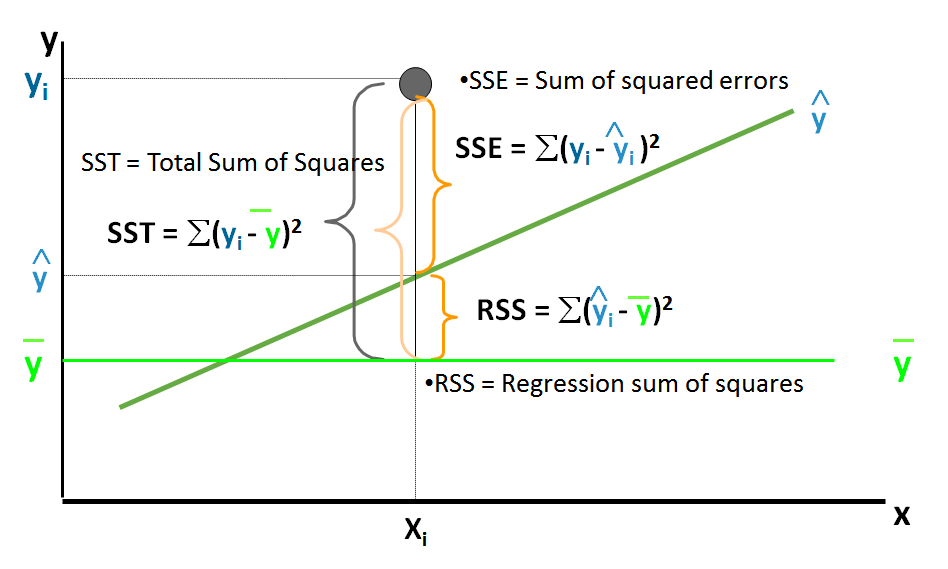 y
yᵢ
•SSE = Sum of squared errors
ŷ
SSE = ∑(yᵢ- ŷᵢ)²
SST = Total Sum of Squares
SST = ∑(yᵢ- ȳ)²
ŷ
RSS = ∑(ŷᵢ - ȳ)²
ȳ
ȳ
•RSS = Regression sum of squares
x
Xᵢ